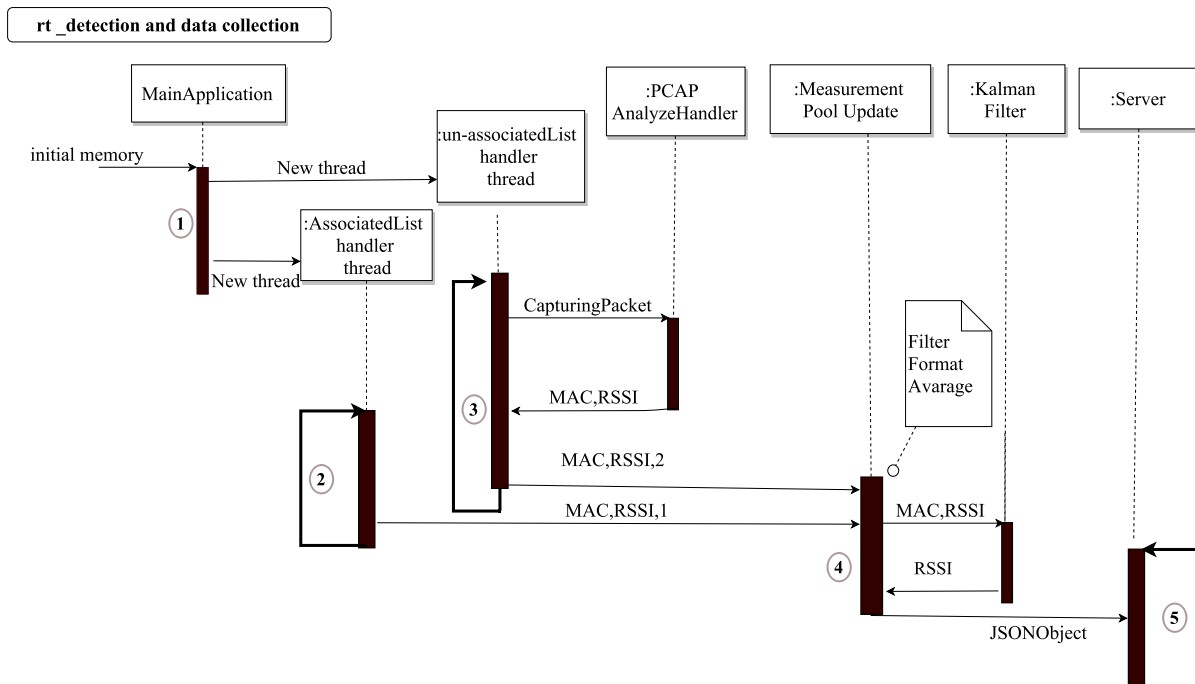 rt _detection and data collection
MainApplication
:un-associatedList
handler
thread
:PCAP
AnalyzeHandler
:Measurement
Pool Update
:Kalman
Filter
:Server
initial memory
New thread
1
:AssociatedList
handler
thread
New thread
CapturingPacket
Filter
Format
Avarage
MAC,RSSI
3
MAC,RSSI,2
2
MAC,RSSI,1
MAC,RSSI
4
RSSI
5
JSONObject